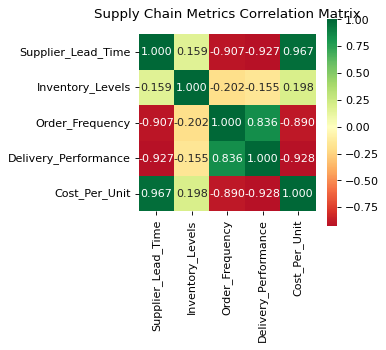 Supply Chain Metrics Correlation Matrix
Supplier_Lead_Time 1.000 0.159 -0.907 -0.927 0.967
Inventory_Levels 0.159 1.000 -0.202 -0.155 0.198
Order_Frequency -0.907 -0.202 1.000 0.836 -0.890
Delivery_Performance -0.927 -0.155 0.836 1.000 -0.928
Cost_Per_Unit 0.967 0.198 -0.890 -0.928 1.000
Supplier_Lead_Time
Inventory_Levels
Order_Frequency
Delivery_Performance
Cost_Per_Unit
1.00
0.75
0.50
0.25
0.00
−0.25
−0.50
−0.75